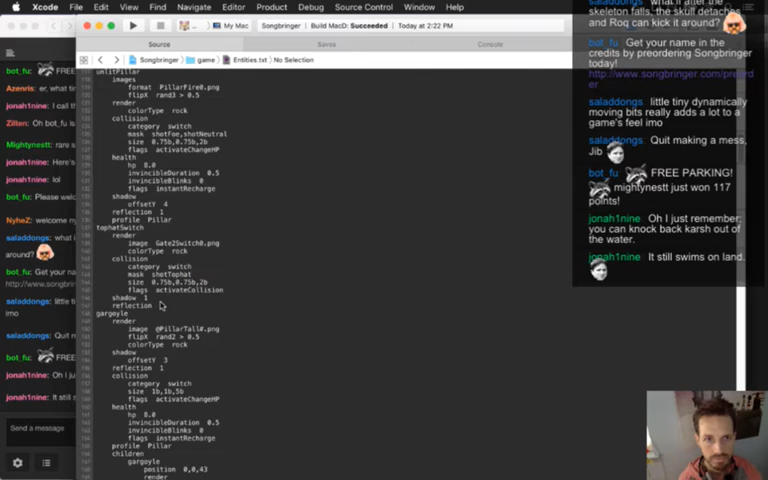 Xcode File Edit View Find Navigate Editor Product Debug Source Control Window Help
My Mac
Songbringer | Build MacD: Succeeded | Today at 2:22 PM
Source
Saves
Console
Songbringer
game
Entities.txt
No Selection
unlitPillar
images
format PillarFire0.png
flipX rand3 > 0.5
render
colorType rock
collision
category switch
mask shotFoe,shotNeutral
size 0.75b,0.75b,2b
flags activateChangeHP
health
hp 8.0
invincibleDuration 0.5
invincibleBlinks 0
flags instantRecharge
shadow
offsetY 4
reflection 1
profile Pillar
tophatSwitch
render
image Gate2Switch0.png
colorType rock
collision
category switch
mask shotTophat
size 0.75b,0.75b,2b
flags activateCollision
shadow 1
reflection
gargoyle
render
image @PillarTall#.png
flipX rand2 > 0.5
colorType rock
shadow
offsetY 3
reflection 1
collision
category switch
size 1b,1b,5b
flags activateChangeHP
health
hp 8.0
invincibleDuration 0.5
invincibleBlinks 0
flags instantRecharge
profile Pillar
children
gargoyle
position 0,0,43
render
bot_fu: FREE
Azenris: er, what
jonah1nine: I call t
Zilten: Oh bot_fu is
Mightynestt: rare s
jonah1nine: Here's
jonah1nine: lol
bot_fu: Please welc
NyheZ: welcome
saladdongs: what i
around?
bot_fu: Get your na
http://www.songbrin
saladdongs: little ti
imo
saladdongs: Quit
bot_fu: FREE
jonah1nine: Oh I ju
jonah1nine: It still s
Send a message
saladdongs: what if after the
skeleton falls, the skull detaches
and Roq can kick it around?
bot_fu: Get your name in the
credits by preordering Songbringer
today!
http://www.songbringer.com/preord
er
saladdongs: little tiny dynamically
moving bits really adds a lot to a
game's feel imo
saladdongs: Quit making a mess,
Jib
bot_fu: FREE PARKING!
mightynestt just won 117
points!
jonah1nine: Oh I just remember,
you can knock back karsh out of
the water.
jonah1nine: It still swims on land.